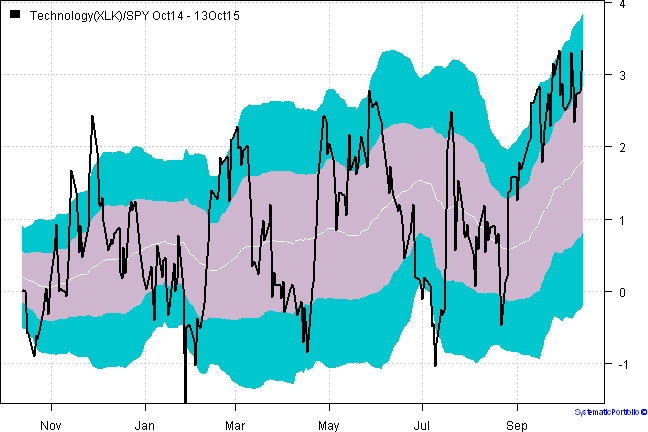 Technology(XLK)/SPY Oct14 - 13Oct15
4
3
2
1
0
-1
Nov Jan Mar May Jul Sep
SystematicPortfolio ©